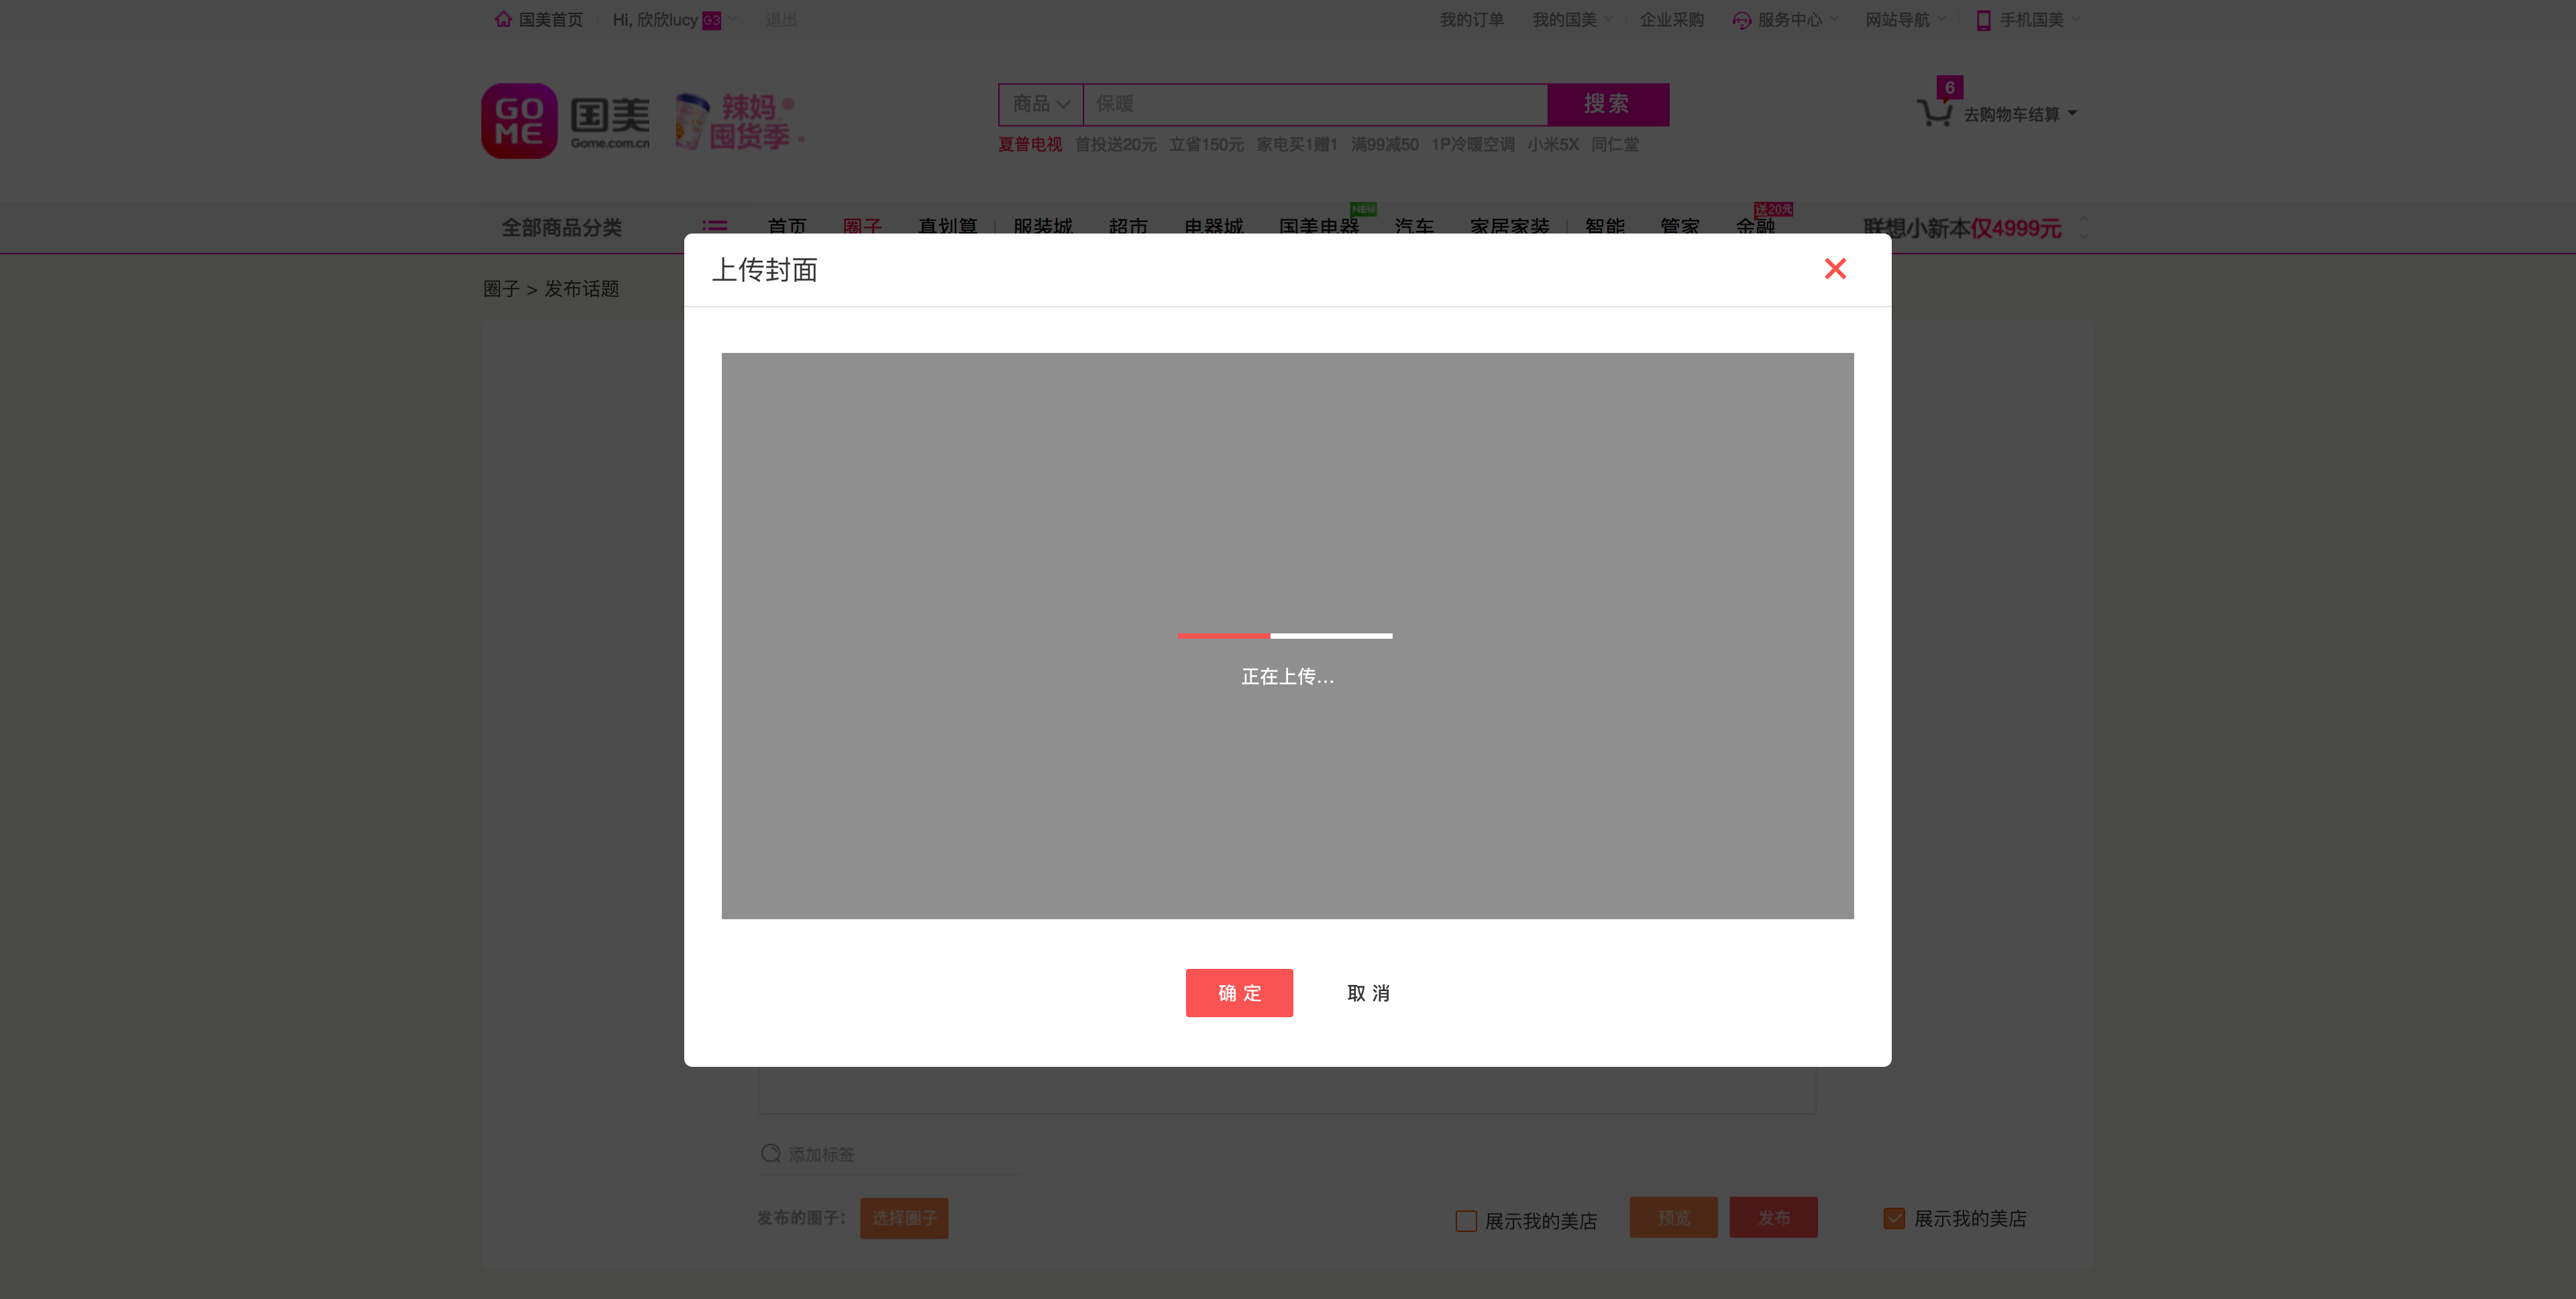 国美首页 Hi, 欣欣lucy G3 退出 我的订单 我的国美 企业采购 服务中心 网站导航 手机国美
GO
ME
国美
Gome.com.cn
辣妈
囤货季
商品 保暖 搜索
6
去购物车结算
夏普电视 首投送20元 立省150元 家电买1赠1 满99减50 1P冷暖空调 小米5X 同仁堂
NEW
送20元
全部商品分类 首页 圈子 真划算 服装城 超市 电器城 国美电器 汽车 家居家装 智能 管家 金融 联想小新本仅4999元
圈子 > 发布话题
上传封面
正在上传...
确 定 取 消
添加标签
发布的圈子: 选择圈子 展示我的美店 预览 发布 展示我的美店